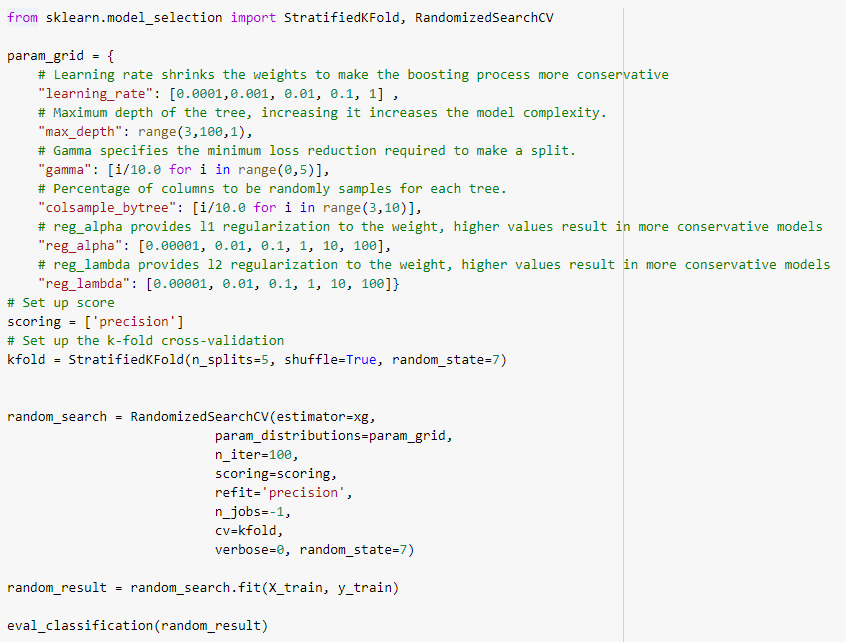 from sklearn.model_selection import StratifiedKFold, RandomizedSearchCV
param_grid = {
# Learning rate shrinks the weights to make the boosting process more conservative
"learning_rate": [0.0001,0.001, 0.01, 0.1, 1] ,
# Maximum depth of the tree, increasing it increases the model complexity.
"max_depth": range(3,100,1),
# Gamma specifies the minimum loss reduction required to make a split.
"gamma": [i/10.0 for i in range(0,5)],
# Percentage of columns to be randomly samples for each tree.
"colsample_bytree": [i/10.0 for i in range(3,10)],
# reg_alpha provides l1 regularization to the weight, higher values result in more conservative models
"reg_alpha": [0.00001, 0.01, 0.1, 1, 10, 100],
# reg_lambda provides l2 regularization to the weight, higher values result in more conservative models
"reg_lambda": [0.00001, 0.01, 0.1, 1, 10, 100]}
# Set up score
scoring = ['precision']
# Set up the k-fold cross-validation
kfold = StratifiedKFold(n_splits=5, shuffle=True, random_state=7)
random_search = RandomizedSearchCV(estimator=xg,
param_distributions=param_grid,
n_iter=100,
scoring=scoring,
refit='precision',
n_jobs=-1,
cv=kfold,
verbose=0, random_state=7)
random_result = random_search.fit(X_train, y_train)
eval_classification(random_result)